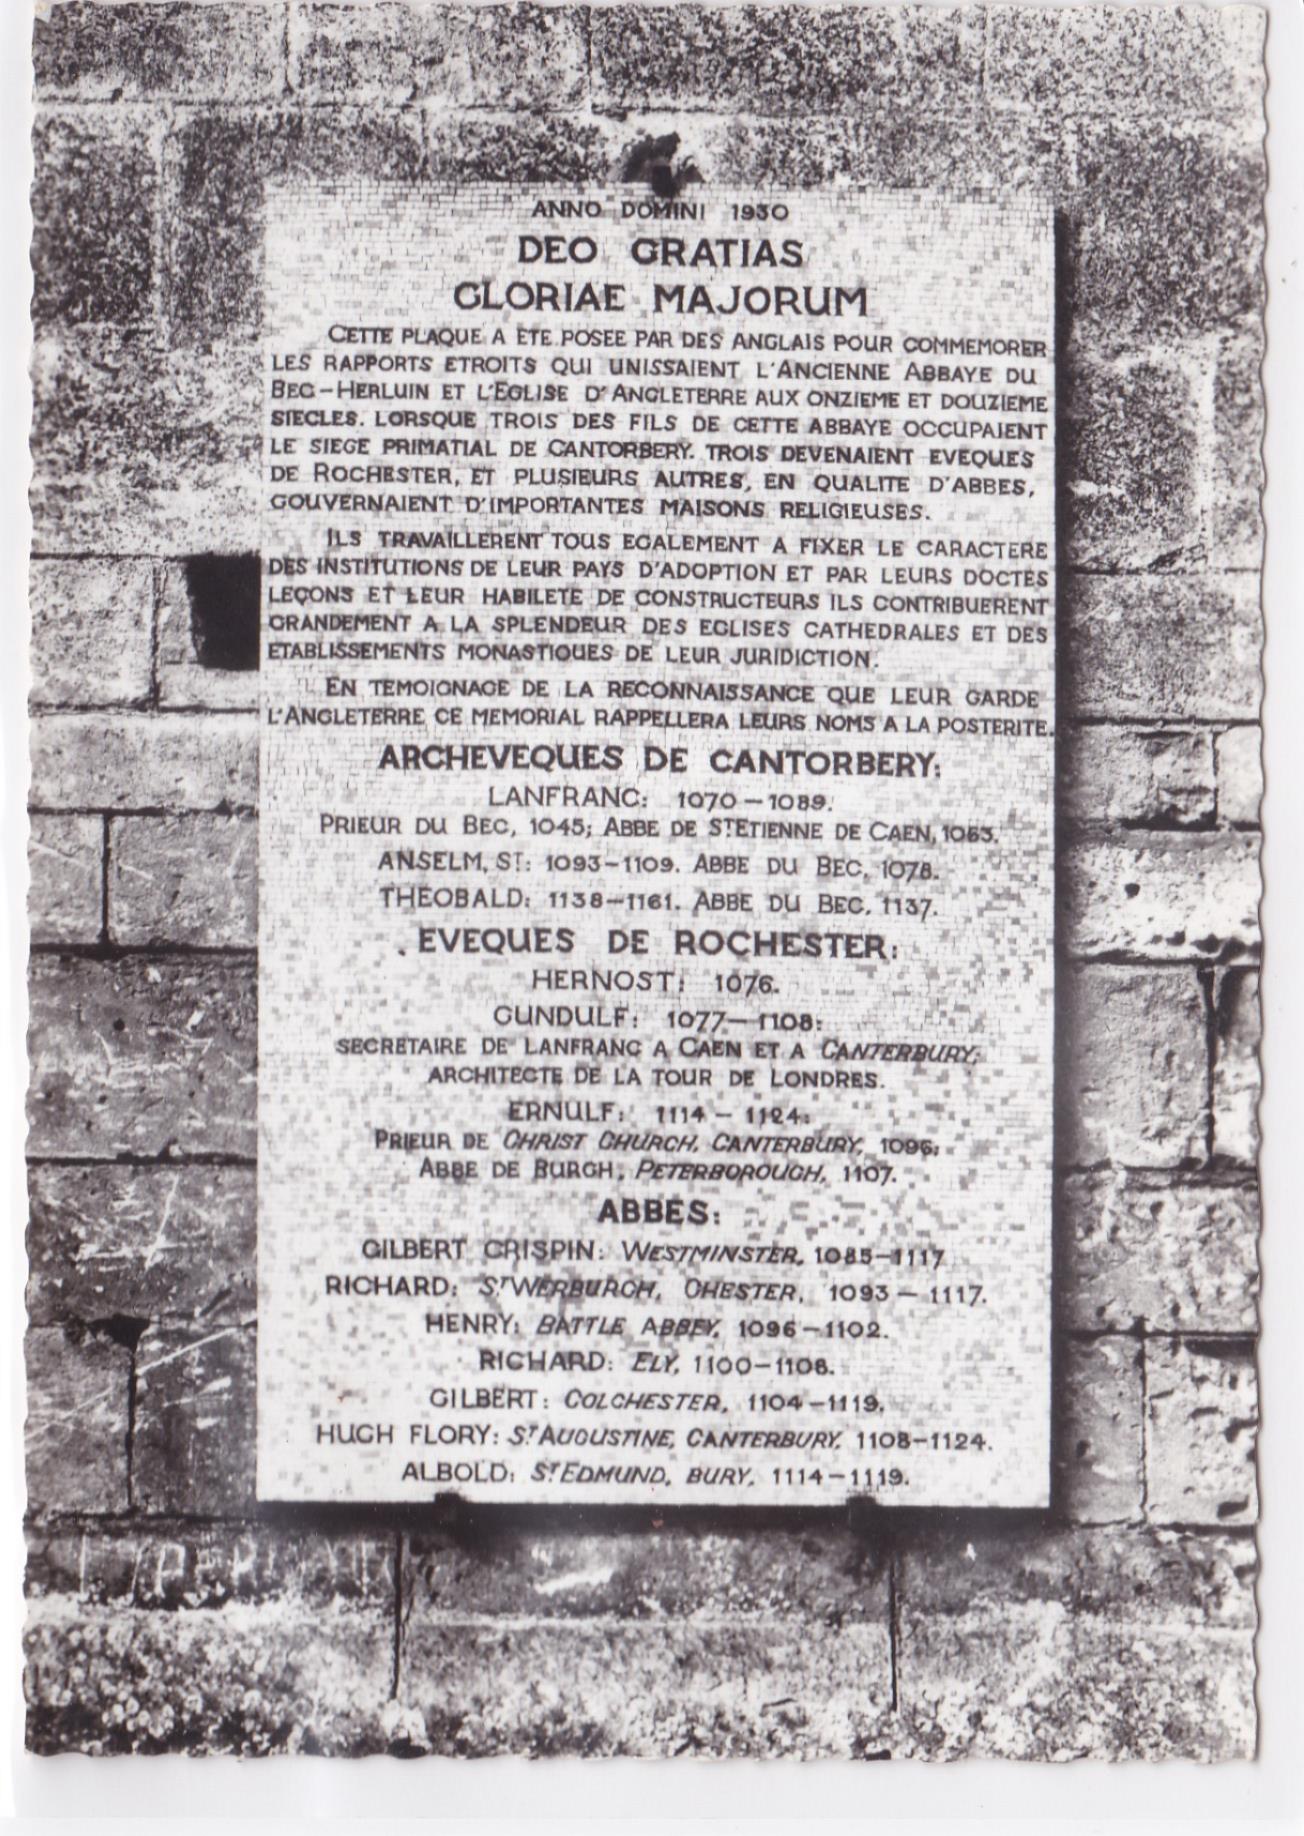 ANNO DOMINI 1930
DEO GRATIAS
GLORIAE MAJORUM
CETTE PLAQUE A ETE POSEE PAR DES ANGLAIS POUR COMMEMORER
LES RAPPORTS ETROITS QUI UNISSAIENT L'ANCIENNE ABBAYE DU
BEC-HERLUIN ET L'EGLISE D'ANGLETERRE AUX ONZIEME ET DOUZIEME
SIECLES. LORSQUE TROIS DES FILS DE CETTE ABBAYE OCCUPAIENT
LE SIEGE PRIMATIAL DE CANTORBERY. TROIS DEVENAIENT EVEQUES
DE ROCHESTER, ET PLUSIEURS AUTRES, EN QUALITE D'ABBES,
GOUVERNAIENT D'IMPORTANTES MAISONS RELIGIEUSES.
ILS TRAVAILLERENT TOUS EGALEMENT A FIXER LE CARACTERE
DES INSTITUTIONS DE LEUR PAYS D'ADOPTION ET PAR LEURS DOCTES
LEÇONS ET LEUR HABILETE DE CONSTRUCTEURS ILS CONTRIBUERENT
GRANDEMENT A LA SPLENDEUR DES EGLISES CATHEDRALES ET DES
ETABLISSEMENTS MONASTIQUES DE LEUR JURIDICTION.
EN TEMOIGNAGE DE LA RECONNAISSANCE QUE LEUR GARDE
L'ANGLETERRE CE MEMORIAL RAPPELLERA LEURS NOMS A LA POSTERITE.
ARCHEVEQUES DE CANTORBERY:
LANFRANC: 1070-1089.
PRIEUR DU BEC, 1045; ABBE DE ST ETIENNE DE CAEN, 1063.
ANSELM, ST: 1093-1109. ABBE DU BEC, 1078.
THEOBALD: 1138-1161. ABBE DU BEC, 1137.
EVEQUES DE ROCHESTER:
HERNOST: 1076.
GUNDULF: 1077-1108:
SECRETAIRE DE LANFRANC A CAEN ET A CANTERBURY;
ARCHITECTE DE LA TOUR DE LONDRES.
ERNULF: 1114-1124:
PRIEUR DE CHRIST CHURCH, CANTERBURY, 1096;
ABBE DE BURGH, PETERBOROUGH, 1107.
ABBES:
GILBERT CRISPIN: WESTMINSTER, 1085-1117
RICHARD: ST WERBURGH, CHESTER, 1093-1117.
HENRY: BATTLE ABBEY, 1096-1102.
RICHARD: ELY, 1100-1108.
GILBERT: COLCHESTER, 1104-1119.
HUGH FLORY: ST AUGUSTINE, CANTERBURY, 1108-1124.
ALBOLD: ST EDMUND, BURY, 1114-1119.